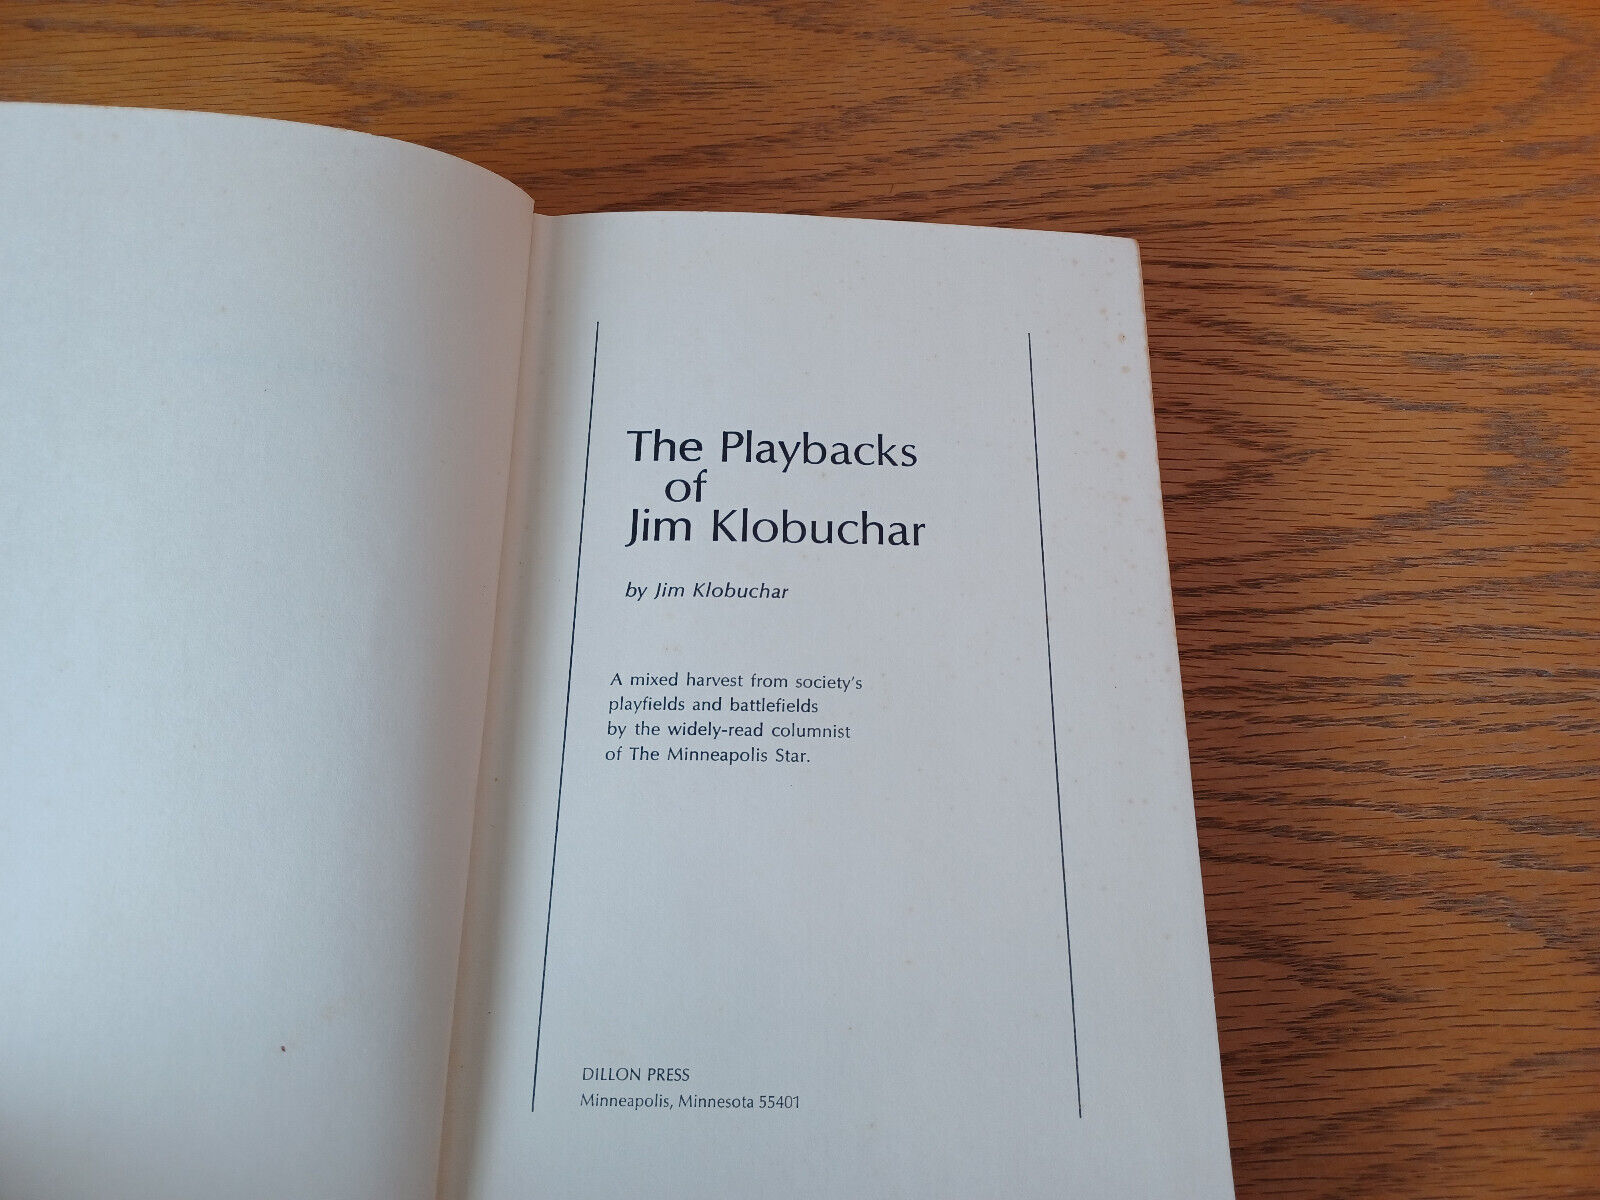 The Playbacks
of
Jim Klobuchar
by Jim Klobuchar
A mixed harvest from society's
playfields and battlefields
by the widely-read columnist
of The Minneapolis Star.
DILLON PRESS
Minneapolis, Minnesota 55401